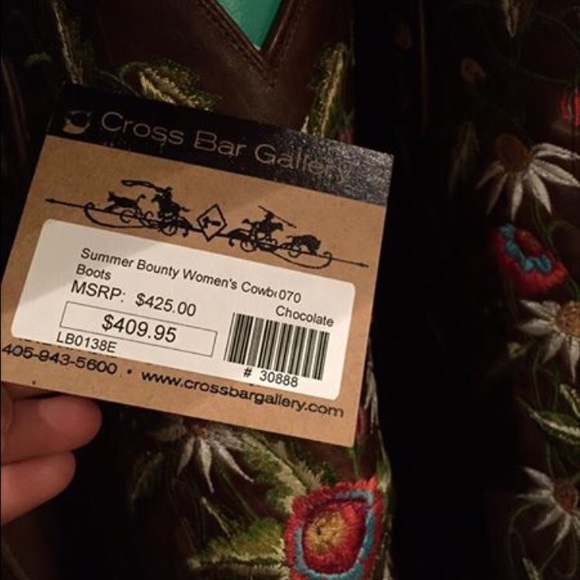 Cross Bar Gallery
Summer Bounty Women's Cowb 070
Boots
Chocolate
MSRP: $425.00
$409.95
LB0138E
# 30888
405-943-5600 • www.crossbargallery.com